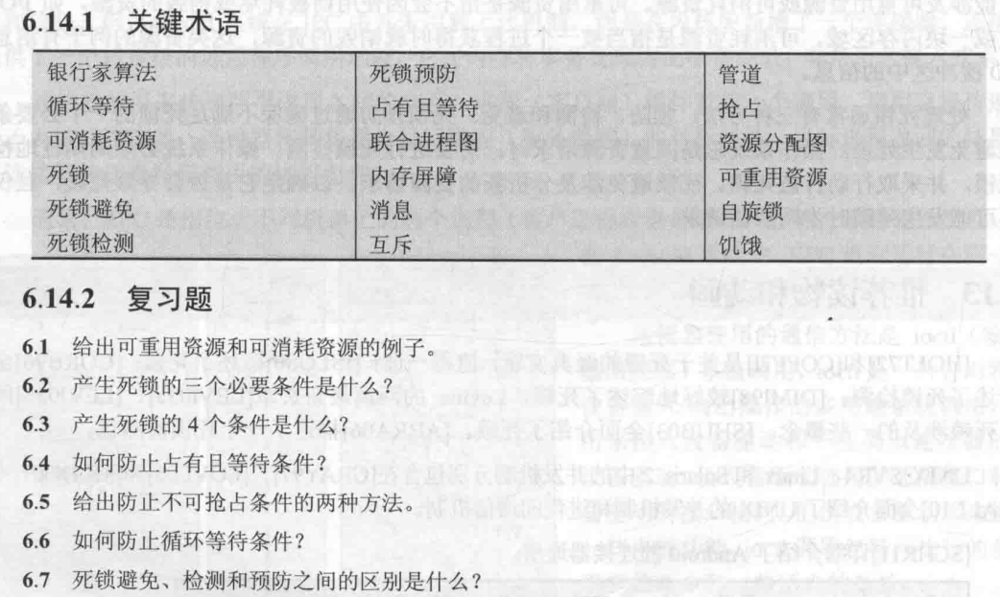 6.14.1 关键术语
银行家算法 死锁预防 管道
循环等待 占有且等待 抢占
可消耗资源 联合进程图 资源分配图
死锁 内存屏障 可重用资源
死锁避免 消息 自旋锁
死锁检测 互斥 饥饿
6.14.2 复习题
6.1 给出可重用资源和可消耗资源的例子。
6.2 产生死锁的三个必要条件是什么？
6.3 产生死锁的 4 个条件是什么？
6.4 如何防止占有且等待条件？
6.5 给出防止不可抢占条件的两种方法。
6.6 如何防止循环等待条件？
6.7 死锁避免、检测和预防之间的区别是什么？